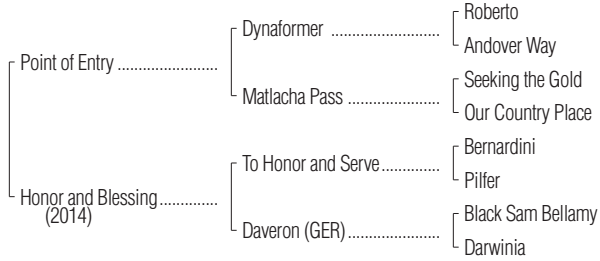 Roberto
Dynaformer ........................
Andover Way
Point of Entry ......................
Seeking the Gold
Matlacha Pass ....................
Our Country Place
Bernardini
To Honor and Serve.............
Pilfer
Honor and Blessing.............
(2014)
Black Sam Bellamy
Daveron (GER)....................
Darwinia